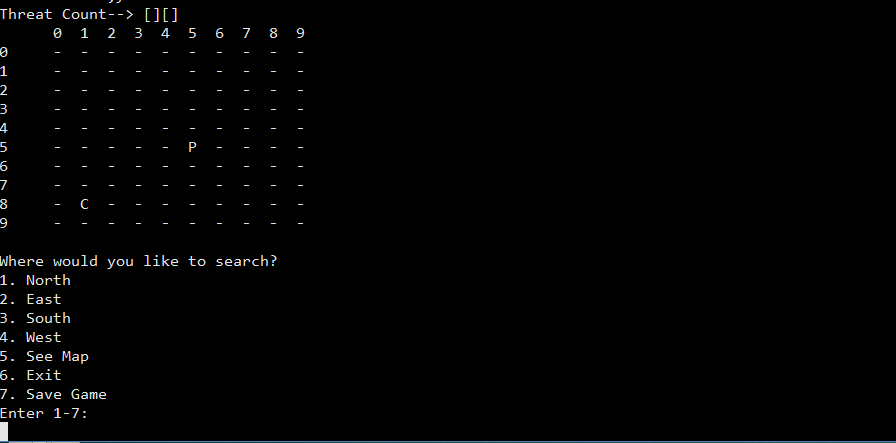 Threat Count--> [][]
0 1 2 3 4 5 6 7 8 9
0 - - - - - - - - - -
1 - - - - - - - - - -
2 - - - - - - - - - -
3 - - - - - - - - - -
4 - - - - - - - - - -
5 - - - - - P - - - -
6 - - - - - - - - - -
7 - - - - - - - - - -
8 - C - - - - - - - -
9 - - - - - - - - - -
Where would you like to search?
1. North
2. East
3. South
4. West
5. See Map
6. Exit
7. Save Game
Enter 1-7: